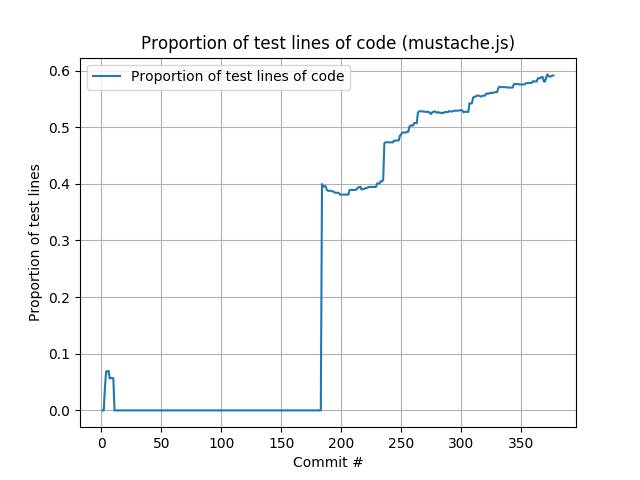 Proportion of test lines of code (mustache.js)
Proportion of test lines of code
Proportion of test lines
0.6
0.5
0.4
0.3
0.2
0.1
0.0
0 50 100 150 200 250 300 350
Commit #